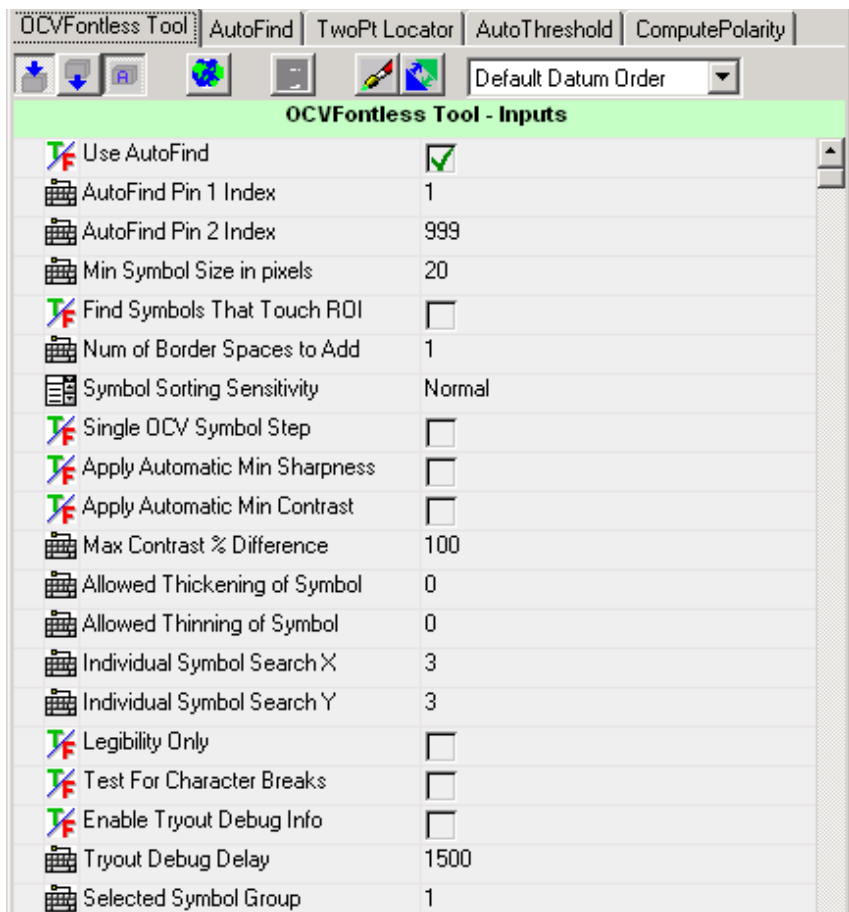 OCVFontless Tool AutoFind TwoPt Locator AutoThreshold ComputePolarity
A Default Datum Order
OCVFontless Tool - Inputs
T/F Use AutoFind
AutoFind Pin 1 Index 1
AutoFind Pin 2 Index 999
Min Symbol Size in pixels 20
T/F Find Symbols That Touch ROI
Num of Border Spaces to Add 1
Symbol Sorting Sensitivity Normal
T/F Single OCV Symbol Step
T/F Apply Automatic Min Sharpness
T/F Apply Automatic Min Contrast
Max Contrast % Difference 100
Allowed Thickening of Symbol 0
Allowed Thinning of Symbol 0
Individual Symbol Search X 3
Individual Symbol Search Y 3
T/F Legibility Only
T/F Test For Character Breaks
T/F Enable Tryout Debug Info
Tryout Debug Delay 1500
Selected Symbol Group 1